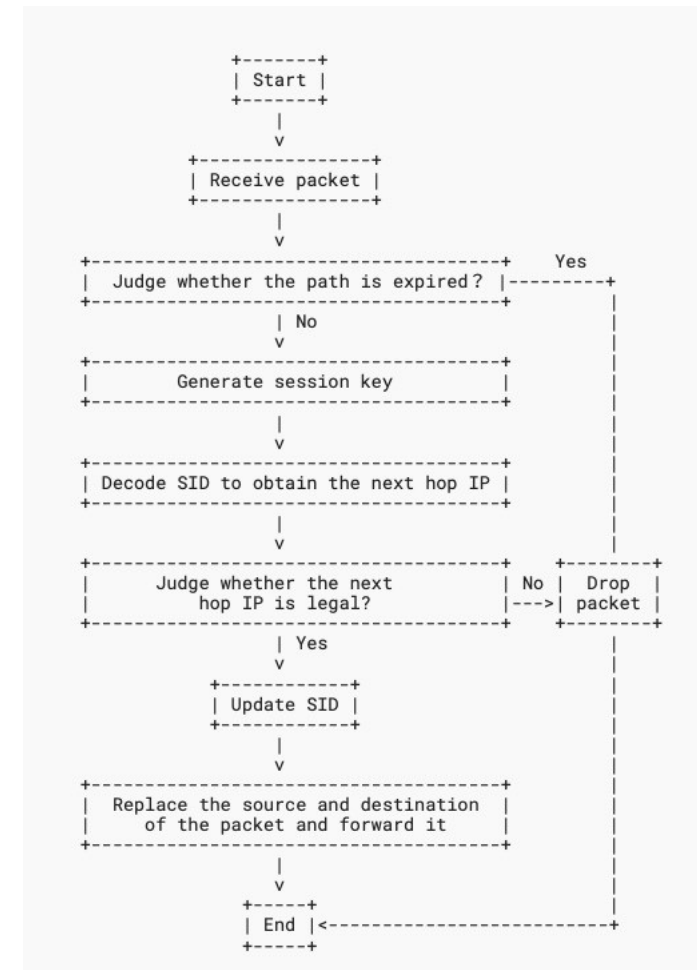 Start
Receive packet
Yes
Judge whether the path is expired?
No
Generate session key
Decode SID to obtain the next hop IP
Judge whether the next
hop IP is legal?
No
Drop
packet
Yes
Update SID
Replace the source and destination
of the packet and forward it
End